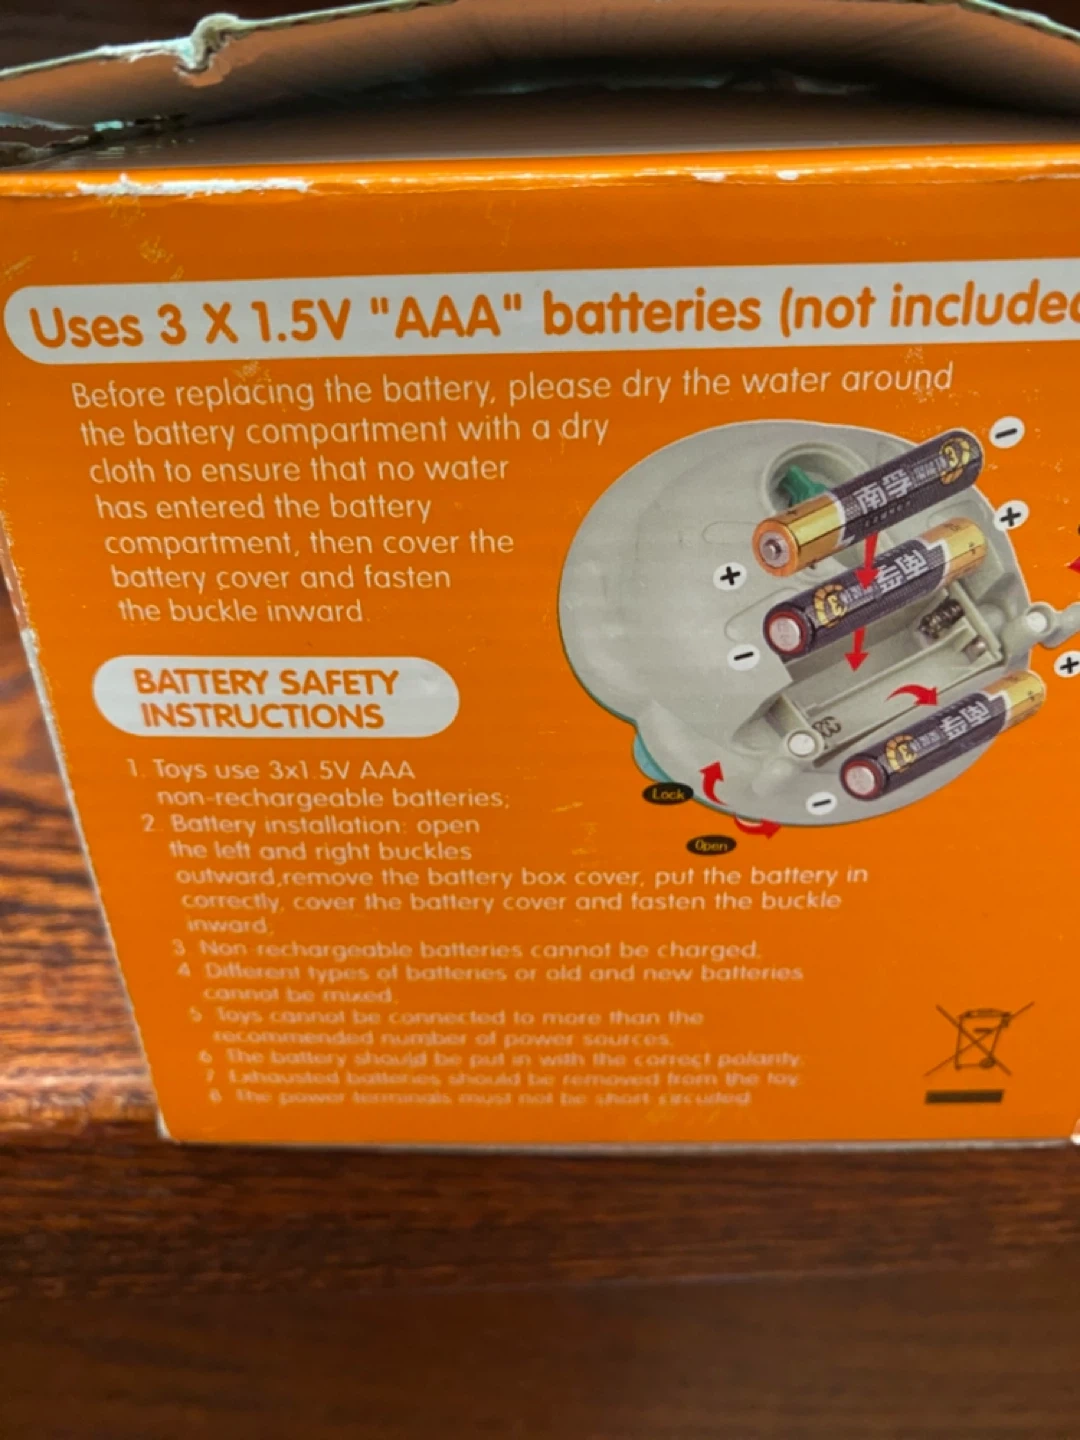 Uses 3 X 1.5V "AAA" batteries (not included
Before replacing the battery, please dry the water around
the battery compartment with a dry
cloth to ensure that no water
has entered the battery
compartment, then cover the
battery cover and fasten
the buckle inward.
BATTERY SAFETY
INSTRUCTIONS
1. Toys use 3x1.5V AAA
non-rechargeable batteries;
2. Battery installation: open
the left and right buckles
outward,remove the battery box cover, put the battery in
correctly, cover the battery cover and fasten the buckle
inward;
3. Non-rechargeable batteries cannot be charged.
4. Different types of batteries or old and new batteries
cannot be mixed.
5. Toys cannot be connected to more than the
recommended number of power sources.
6. The battery should be put in with the correct polarity.
7. Exhausted batteries should be removed from the toy.
8. The power terminals must not be short circuited.
−
南孚
+
+
南孚
−
+
南孚
−
Lock
Open